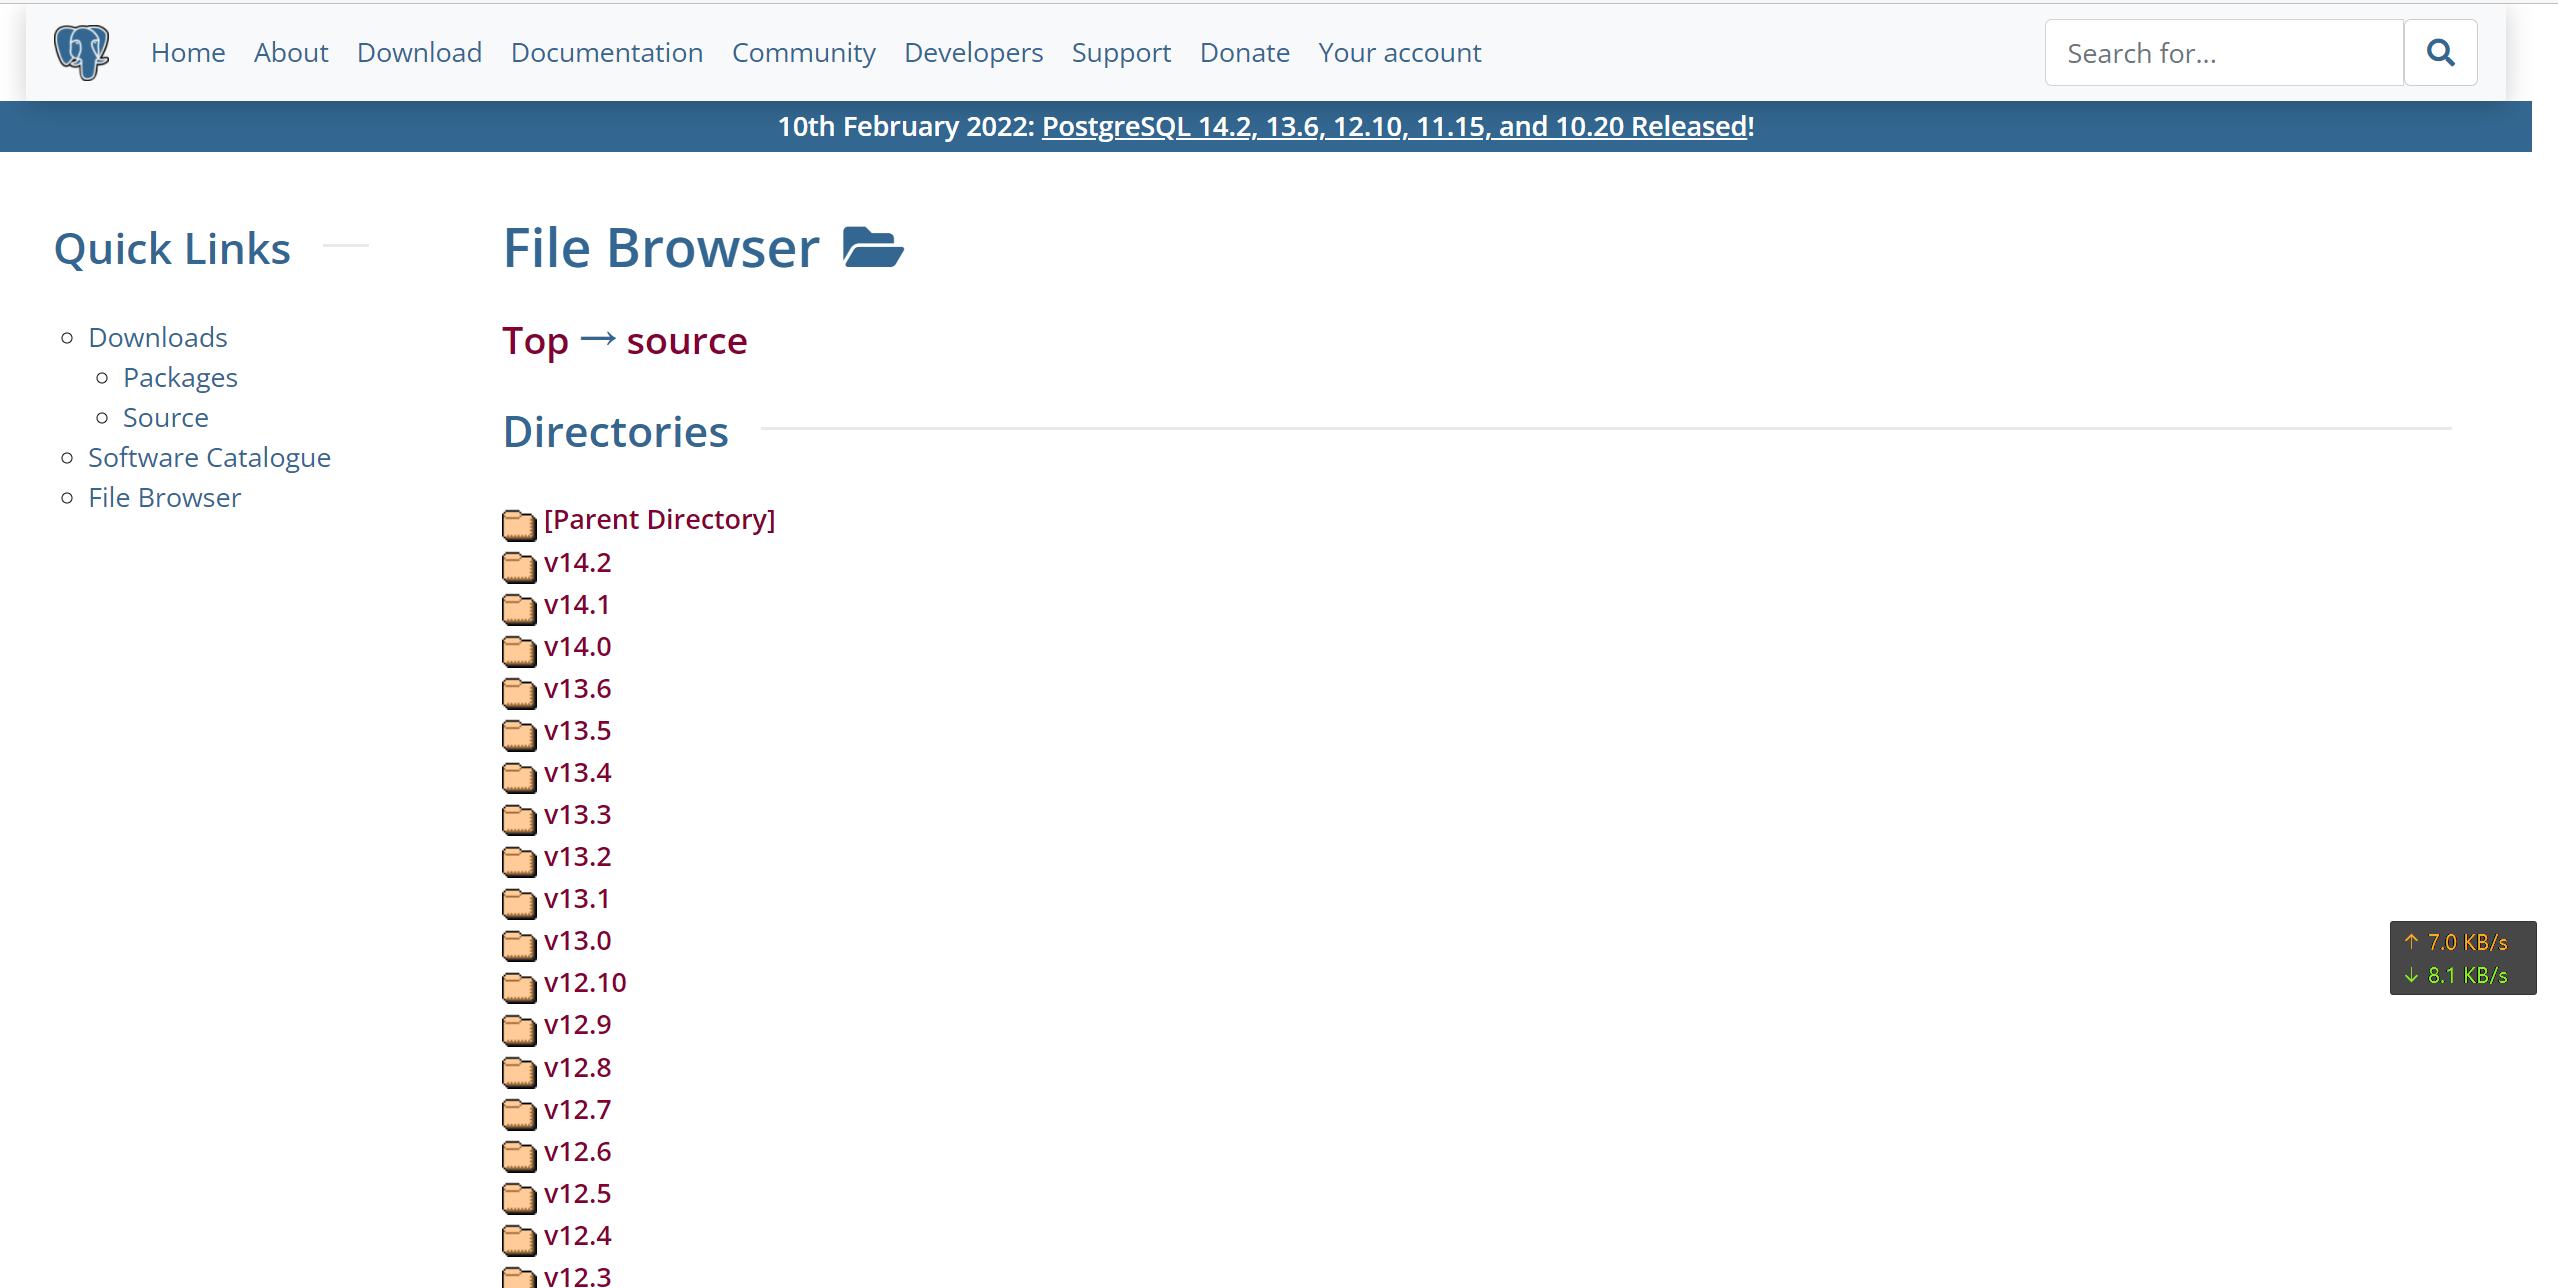 Home About Download Documentation Community Developers Support Donate Your account Search for...
10th February 2022: PostgreSQL 14.2, 13.6, 12.10, 11.15, and 10.20 Released!
Quick Links
Downloads
Packages
Source
Software Catalogue
File Browser
File Browser
Top → source
Directories
[Parent Directory]
v14.2
v14.1
v14.0
v13.6
v13.5
v13.4
v13.3
v13.2
v13.1
v13.0
v12.10
v12.9
v12.8
v12.7
v12.6
v12.5
v12.4
v12.3
↑ 7.0 KB/s
↓ 8.1 KB/s